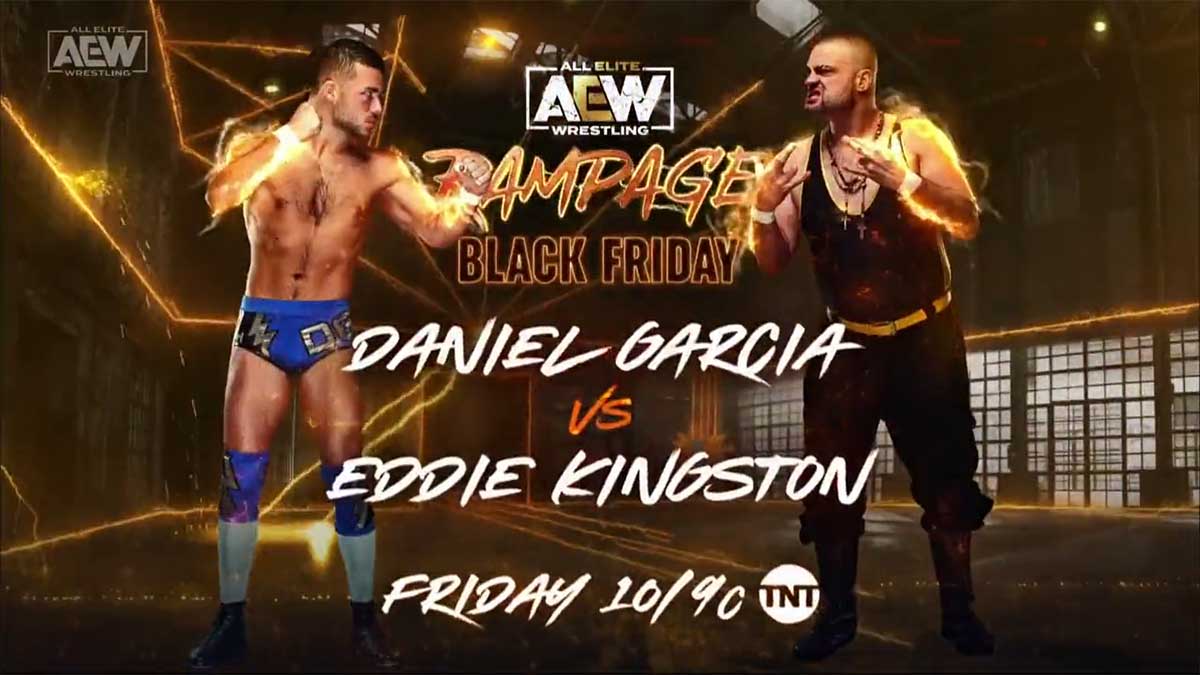 ALL ELITE
AEW
WRESTLING
ALL ELITE
AEW
WRESTLING
RAMPAGE
BLACK FRIDAY
DANIEL GARCIA
VS
EDDIE KINGSTON
FRIDAY 10/9C TNT
DG